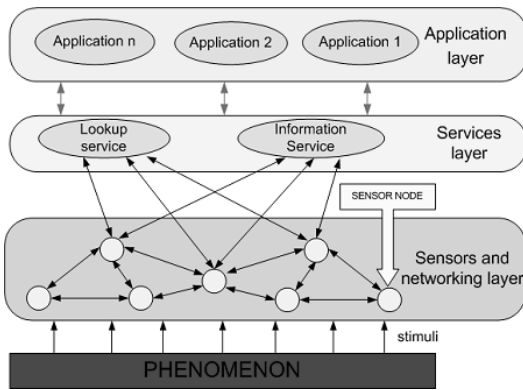 Application n
Application 2
Application 1
Application
layer
Lookup
service
Information
Service
Services
layer
SENSOR NODE
Sensors and
networking layer
stimuli
PHENOMENON